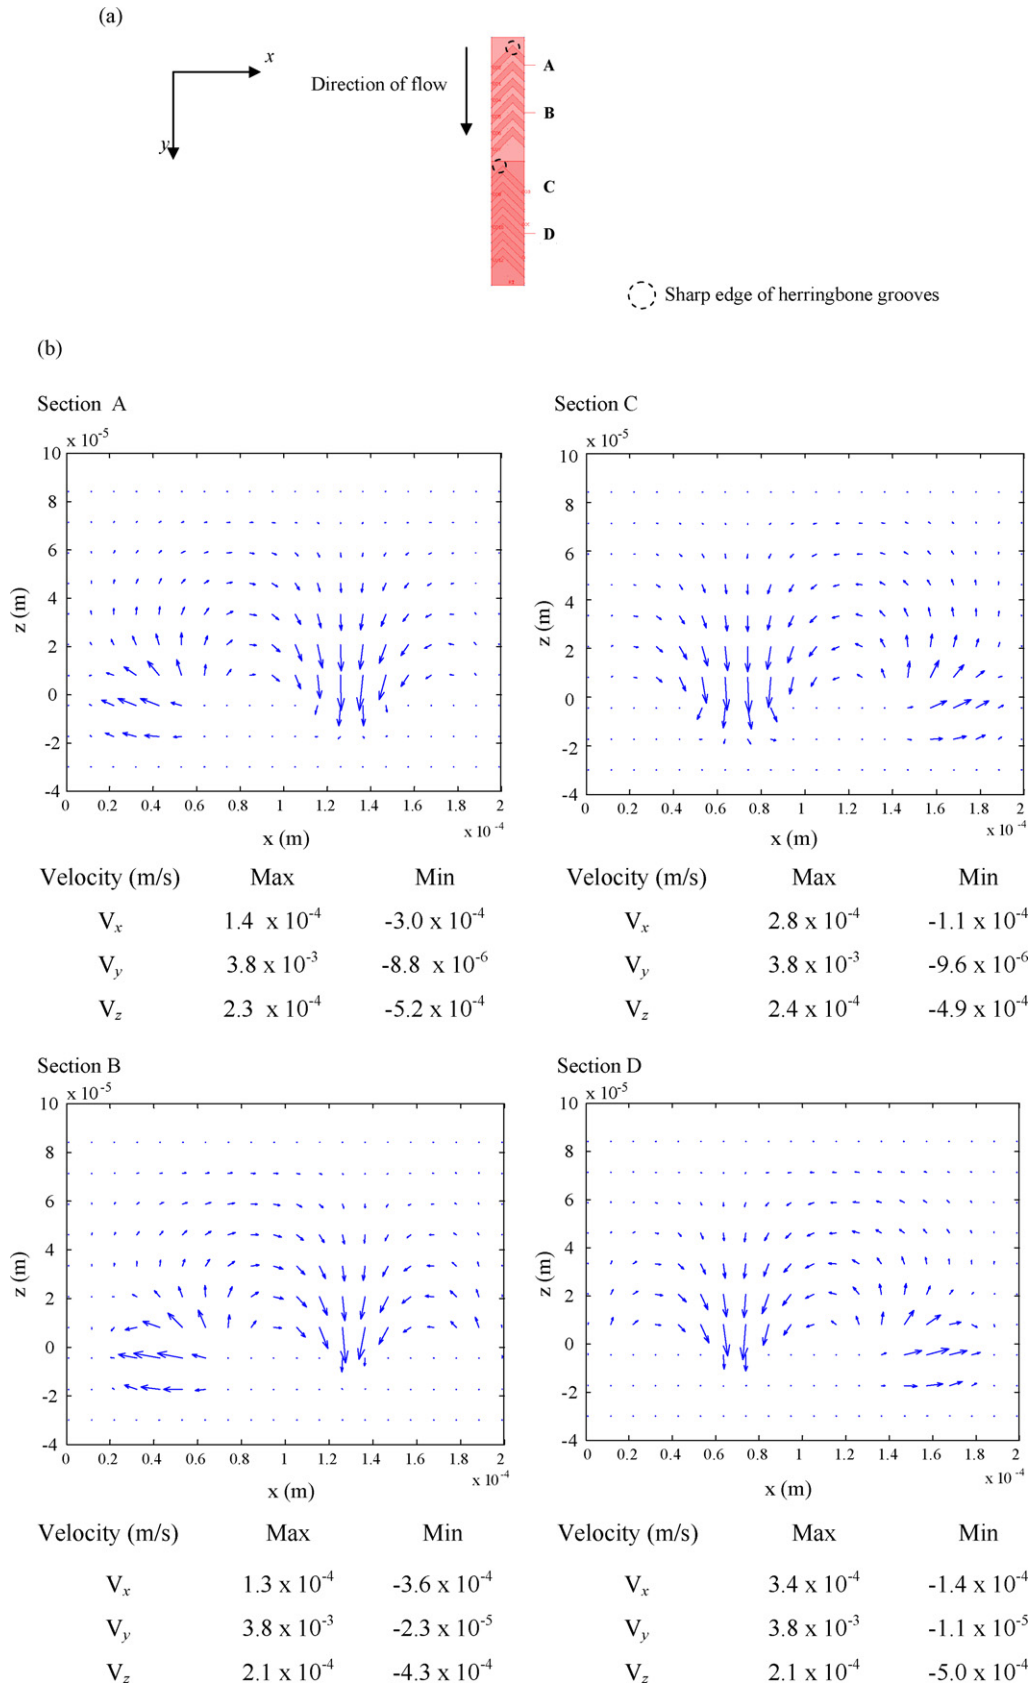 (a)
x
y
Direction of flow
A
B
C
D
Sharp edge of herringbone grooves
(b)
Section A
x 10-5
10
8
6
4
2
0
-2
-4
z (m)
0 0.2 0.4 0.6 0.8 1 1.2 1.4 1.6 1.8 2
x 10-4
x (m)
Velocity (m/s) Max Min
Vx 1.4 x 10-4 -3.0 x 10-4
Vy 3.8 x 10-3 -8.8 x 10-6
Vz 2.3 x 10-4 -5.2 x 10-4
Section C
x 10-5
10
8
6
4
2
0
-2
-4
z (m)
0 0.2 0.4 0.6 0.8 1 1.2 1.4 1.6 1.8 2
x 10-4
x (m)
Velocity (m/s) Max Min
Vx 2.8 x 10-4 -1.1 x 10-4
Vy 3.8 x 10-3 -9.6 x 10-6
Vz 2.4 x 10-4 -4.9 x 10-4
Section B
x 10-5
10
8
6
4
2
0
-2
-4
z (m)
0 0.2 0.4 0.6 0.8 1 1.2 1.4 1.6 1.8 2
x 10-4
x (m)
Velocity (m/s) Max Min
Vx 1.3 x 10-4 -3.6 x 10-4
Vy 3.8 x 10-3 -2.3 x 10-5
Vz 2.1 x 10-4 -4.3 x 10-4
Section D
x 10-5
10
8
6
4
2
0
-2
-4
z (m)
0 0.2 0.4 0.6 0.8 1 1.2 1.4 1.6 1.8 2
x 10-4
x (m)
Velocity (m/s) Max Min
Vx 3.4 x 10-4 -1.4 x 10-4
Vy 3.8 x 10-3 -1.1 x 10-5
Vz 2.1 x 10-4 -5.0 x 10-4